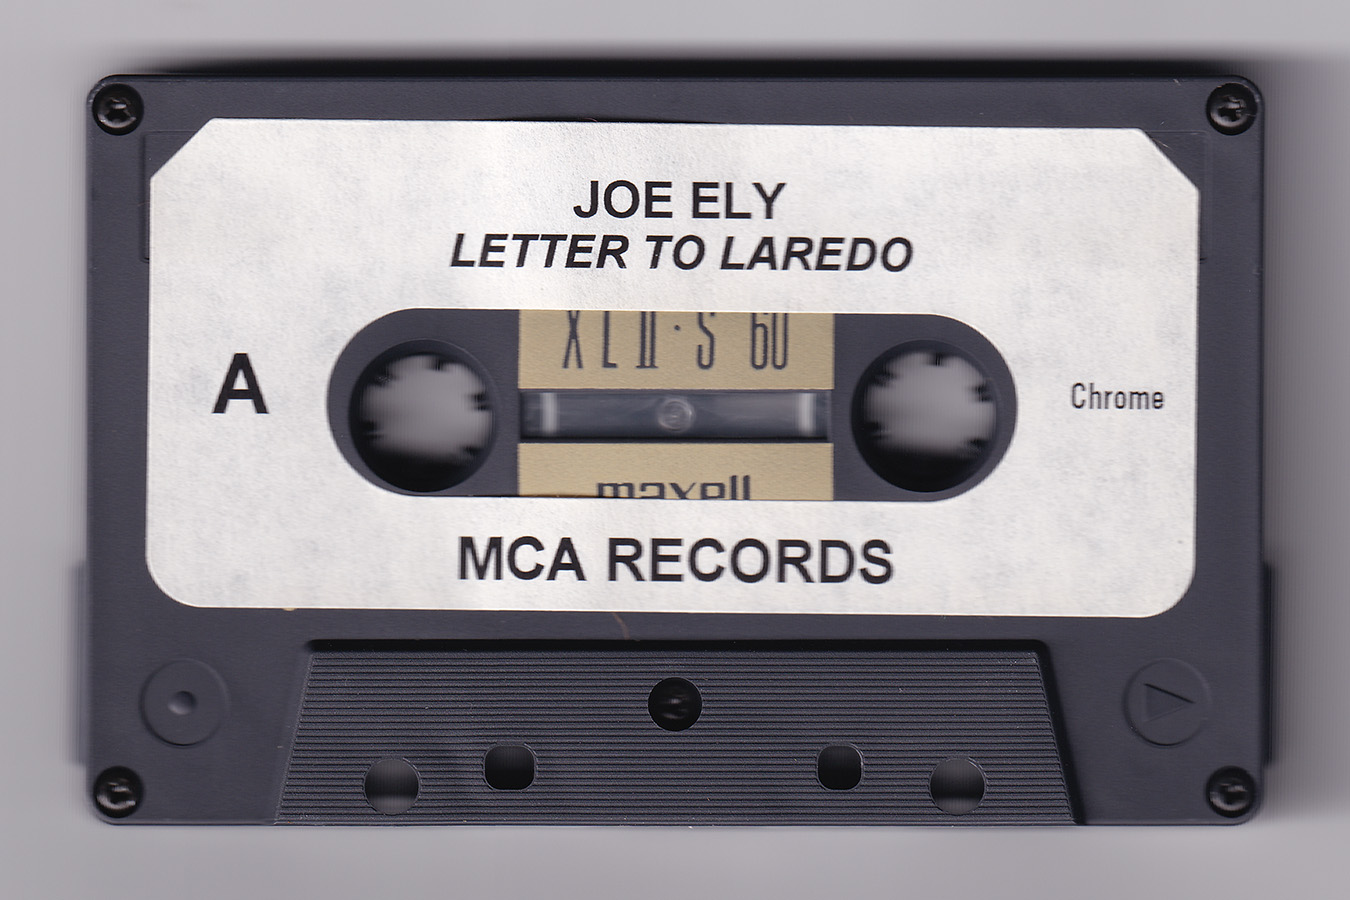 JOE ELY
LETTER TO LAREDO
XLII·S 60
A
Chrome
maxell
MCA RECORDS